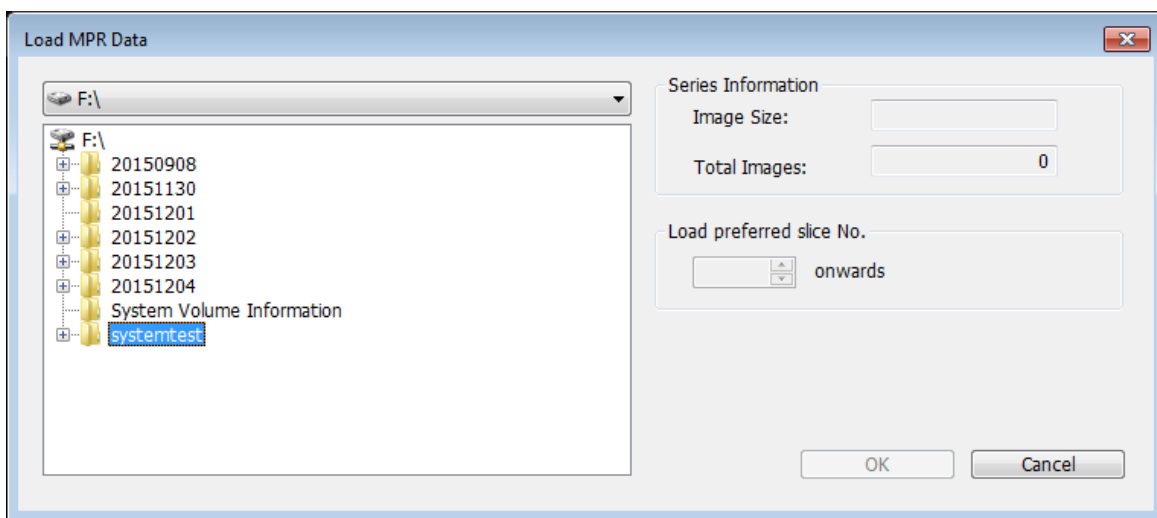 Load MPR Data
F:\
F:\
20150908
20151130
20151201
20151202
20151203
20151204
System Volume Information
systemtest
Series Information
Image Size:
Total Images: 0
Load preferred slice No.
onwards
OK Cancel